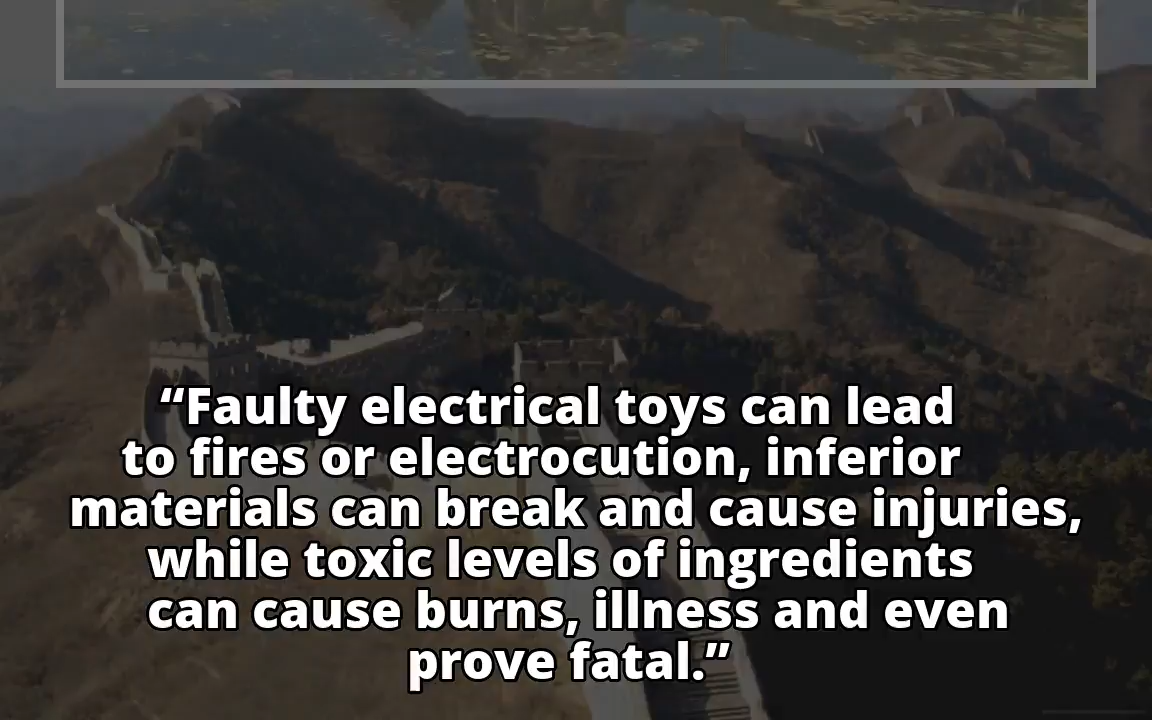 “Faulty electrical toys can lead
to fires or electrocution, inferior
materials can break and cause injuries,
while toxic levels of ingredients
can cause burns, illness and even
prove fatal.”